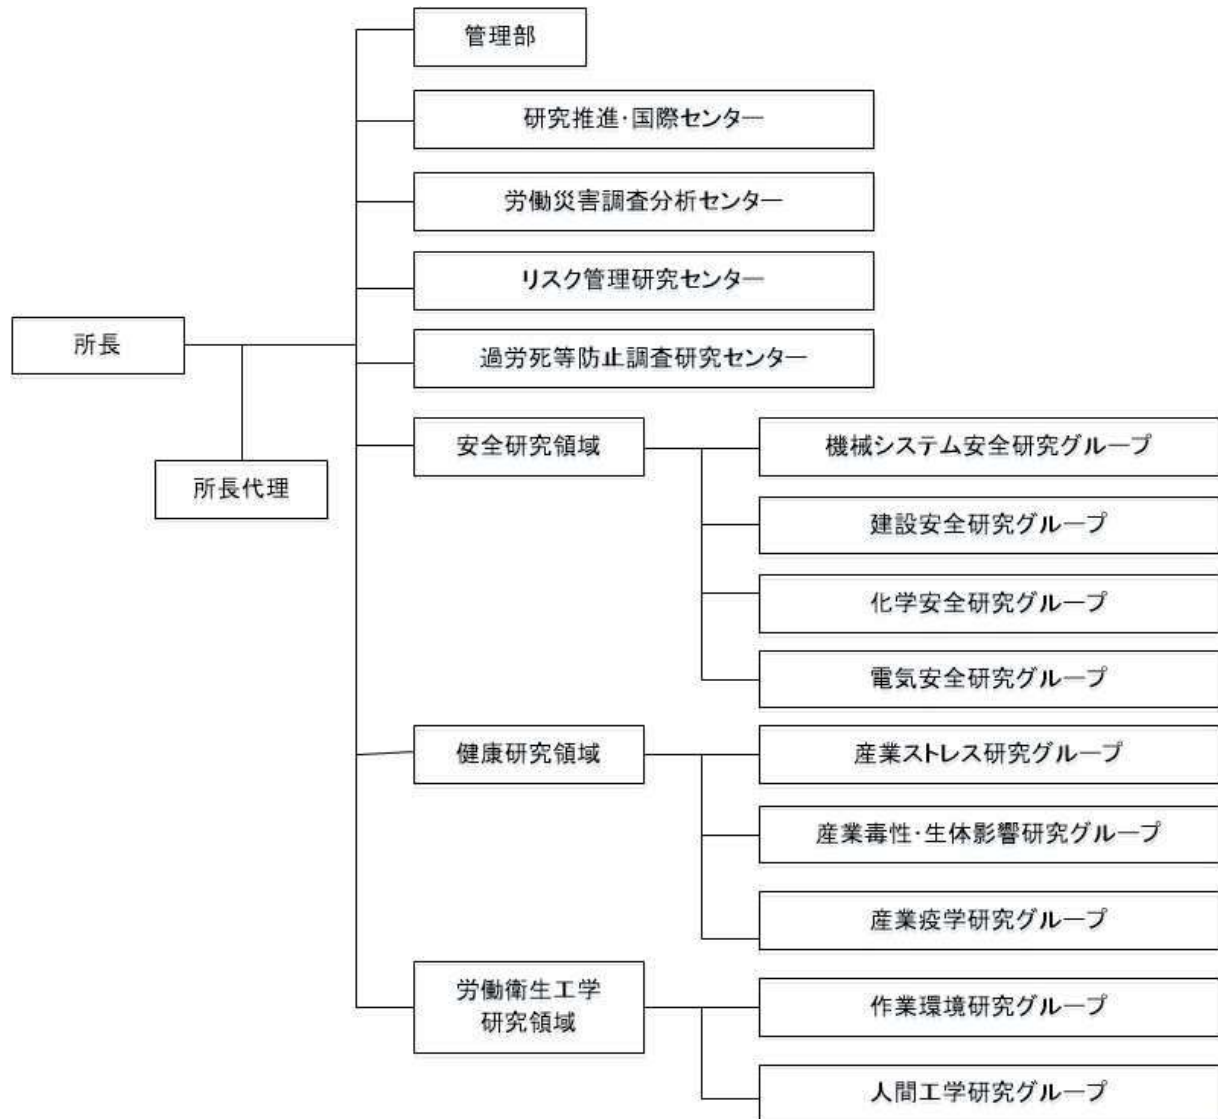 管理部
研究推進・国際センター
労働災害調査分析センター
リスク管理研究センター
所長
過労死等防止調査研究センター
所長代理
安全研究領域
機械システム安全研究グループ
建設安全研究グループ
化学安全研究グループ
電気安全研究グループ
健康研究領域
産業ストレス研究グループ
産業毒性・生体影響研究グループ
産業疫学研究グループ
労働衛生工学
研究領域
作業環境研究グループ
人間工学研究グループ